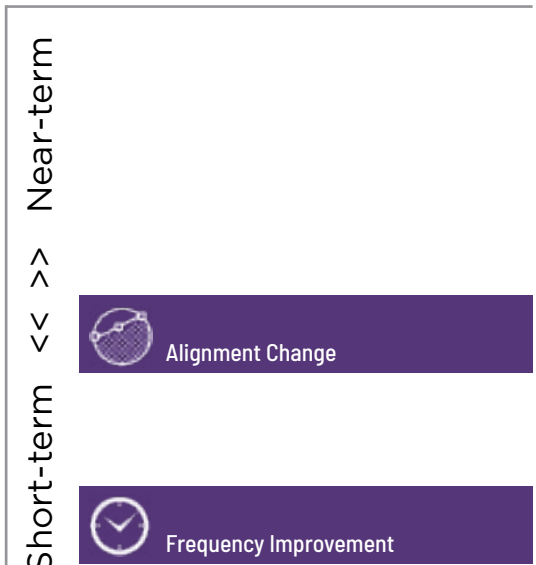 Short-term << >> Near-term
Alignment Change
Frequency Improvement